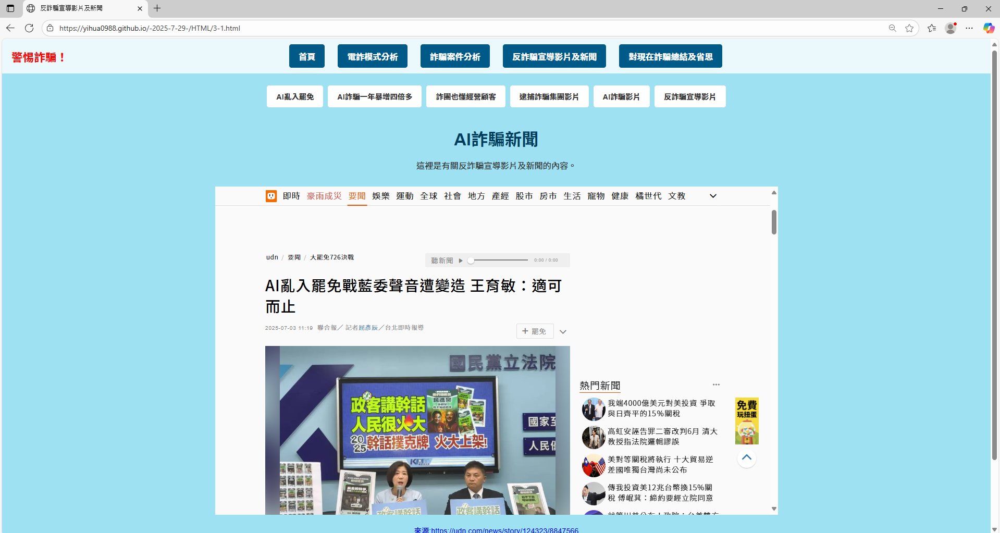 反詐騙宣導影片及新聞
https://yihua0988.github.io/-2025-7-29-/HTML/3-1.html
警惕詐騙！
首頁
電詐模式分析
詐騙案件分析
反詐騙宣導影片及新聞
對現在詐騙總結及省思
AI亂入罷免
AI詐騙一年暴增四倍多
詐團也懂經營顧客
逮捕詐騙集團影片
AI詐騙影片
反詐騙宣導影片
AI詐騙新聞
這裡是有關反詐騙宣導影片及新聞的內容。
即時 豪雨成災 要聞 娛樂 運動 全球 社會 地方 產經 股市 房市 生活 寵物 健康 橘世代 文教
udn / 要聞 / 大罷免726決戰
聽新聞
0:00 / 0:00
AI亂入罷免戰藍委聲音遭變造 王育敏：適可
而止
2025-07-03 11:19 聯合報／ 記者屈彥辰／台北即時報導
+ 罷免
國民黨立法院
政客講幹話
人民很火大
2025幹話撲克牌 火大上架!
民進黨
國家至
人民優
政客講幹話
政客講幹話
熱門新聞
我端4000億美元對美投資 爭取
與日齊平的15%關稅
高虹安誣告罪二審改判6月 清大
教授指法院邏輯謬誤
美對等關稅將執行 十大貿易逆
差國唯獨台灣尚未公布
傳我投資美12兆台幣換15%關
稅 傅崐萁：締約要經立院同意
免費
玩扭蛋
來源:https://udn.com/news/story/124323/8847566